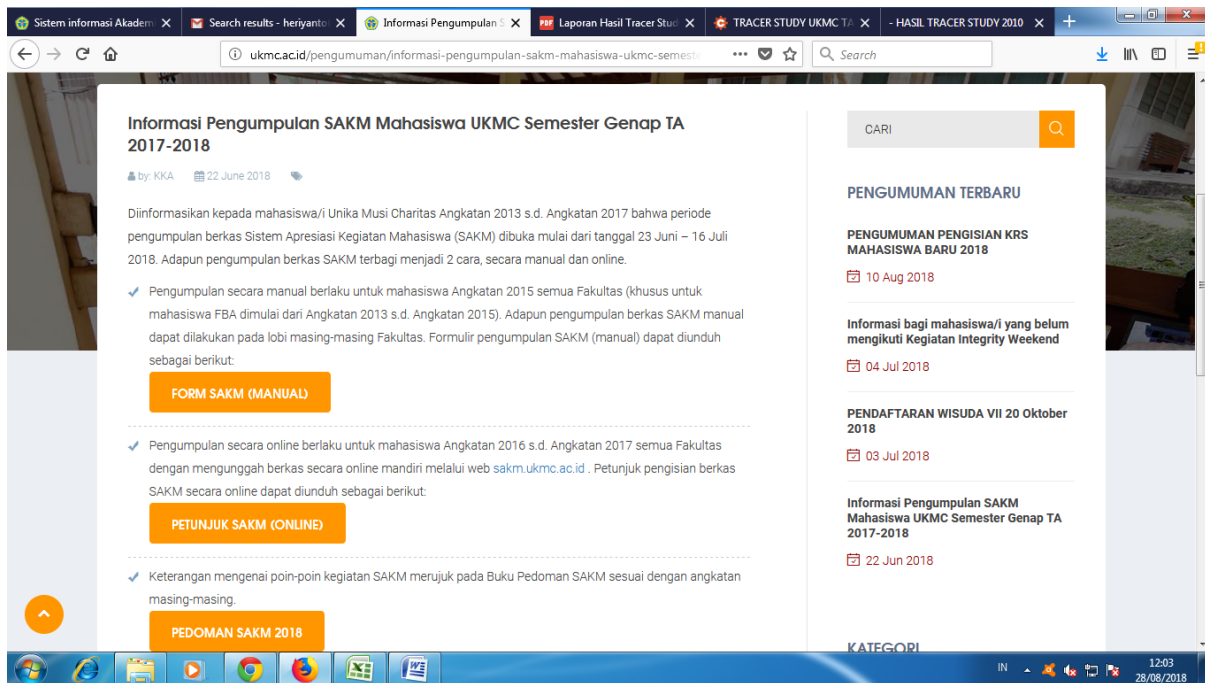 Sistem informasi Akadem
Search results - heriyanto
Informasi Pengumpulan S
Laporan Hasil Tracer Stud
TRACER STUDY UKMC TA
- HASIL TRACER STUDY 2010
ukmc.ac.id/pengumuman/informasi-pengumpulan-sakm-mahasiswa-ukmc-semeste
Search
Informasi Pengumpulan SAKM Mahasiswa UKMC Semester Genap TA
2017-2018
by: KKA 22 June 2018
Diinformasikan kepada mahasiswa/i Unika Musi Charitas Angkatan 2013 s.d. Angkatan 2017 bahwa periode
pengumpulan berkas Sistem Apresiasi Kegiatan Mahasiswa (SAKM) dibuka mulai dari tanggal 23 Juni – 16 Juli
2018. Adapun pengumpulan berkas SAKM terbagi menjadi 2 cara, secara manual dan online.
Pengumpulan secara manual berlaku untuk mahasiswa Angkatan 2015 semua Fakultas (khusus untuk
mahasiswa FBA dimulai dari Angkatan 2013 s.d. Angkatan 2015). Adapun pengumpulan berkas SAKM manual
dapat dilakukan pada lobi masing-masing Fakultas. Formulir pengumpulan SAKM (manual) dapat diunduh
sebagai berikut:
FORM SAKM (MANUAL)
Pengumpulan secara online berlaku untuk mahasiswa Angkatan 2016 s.d. Angkatan 2017 semua Fakultas
dengan mengunggah berkas secara online mandiri melalui web sakm.ukmc.ac.id . Petunjuk pengisian berkas
SAKM secara online dapat diunduh sebagai berikut:
PETUNJUK SAKM (ONLINE)
Keterangan mengenai poin-poin kegiatan SAKM merujuk pada Buku Pedoman SAKM sesuai dengan angkatan
masing-masing.
PEDOMAN SAKM 2018
CARI
PENGUMUMAN TERBARU
PENGUMUMAN PENGISIAN KRS
MAHASISWA BARU 2018
10 Aug 2018
Informasi bagi mahasiswa/i yang belum
mengikuti Kegiatan Integrity Weekend
04 Jul 2018
PENDAFTARAN WISUDA VII 20 Oktober
2018
03 Jul 2018
Informasi Pengumpulan SAKM
Mahasiswa UKMC Semester Genap TA
2017-2018
22 Jun 2018
KATEGORI
IN
12:03
28/08/2018